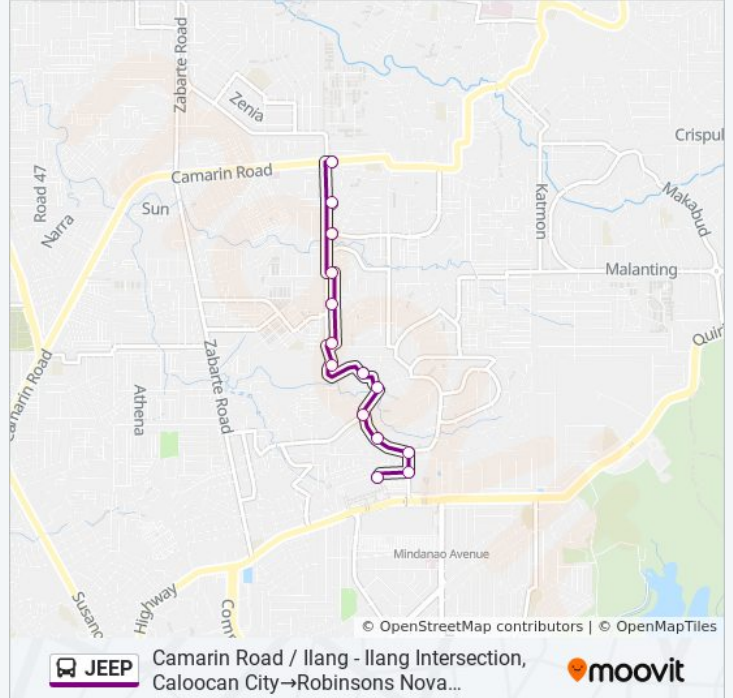 Zabarte Road
Zenia
Crispul
Camarin Road
Road 47
Sun
Narra
Katmon
Makabud
Malanting
Quiri
Zabarte Road
Camarin Road
Athena
Mindanao Avenue
Susano
Highway
Com
© OpenStreetMap contributors | © OpenMapTiles
JEEP
Camarin Road / Ilang - Ilang Intersection,
Caloocan City→Robinsons Nova…
moovit